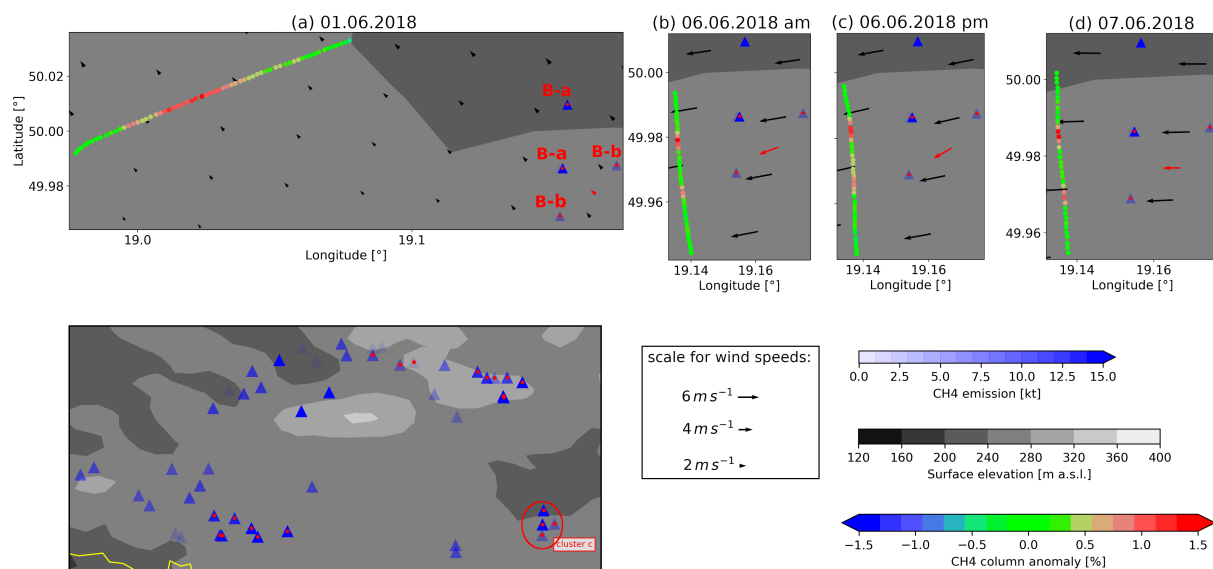 (a) 01.06.2018
(b) 06.06.2018 am
(c) 06.06.2018 pm
(d) 07.06.2018
Latitude [°]
50.02
50.00
49.98
B-a
B-a
B-b
B-b
19.0
19.1
Longitude [°]
50.00
49.98
49.96
19.14
19.16
Longitude [°]
19.14
19.16
Longitude [°]
50.00
49.98
49.96
19.14
19.16
Longitude [°]
cluster c
scale for wind speeds:
6 m s⁻¹
4 m s⁻¹
2 m s⁻¹
0.0 2.5 5.0 7.5 10.0 12.5 15.0
CH4 emission [kt]
120 160 200 240 280 320 360 400
Surface elevation [m a.s.l.]
−1.5 −1.0 −0.5 0.0 0.5 1.0 1.5
CH4 column anomaly [%]